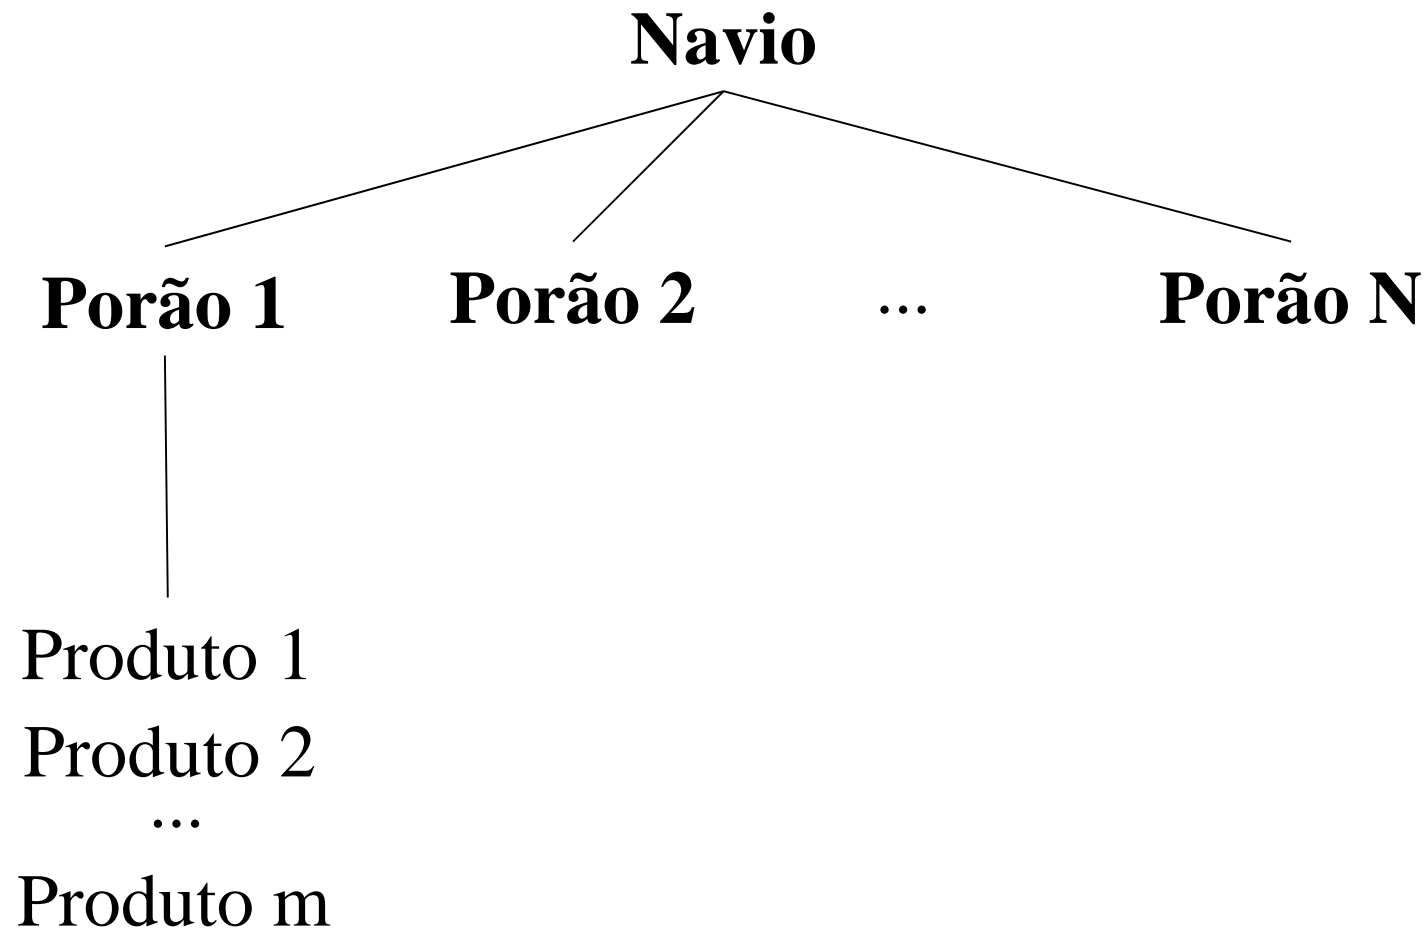 Navio
Porão 1 Porão 2 ... Porão N
Produto 1
Produto 2
...
Produto m